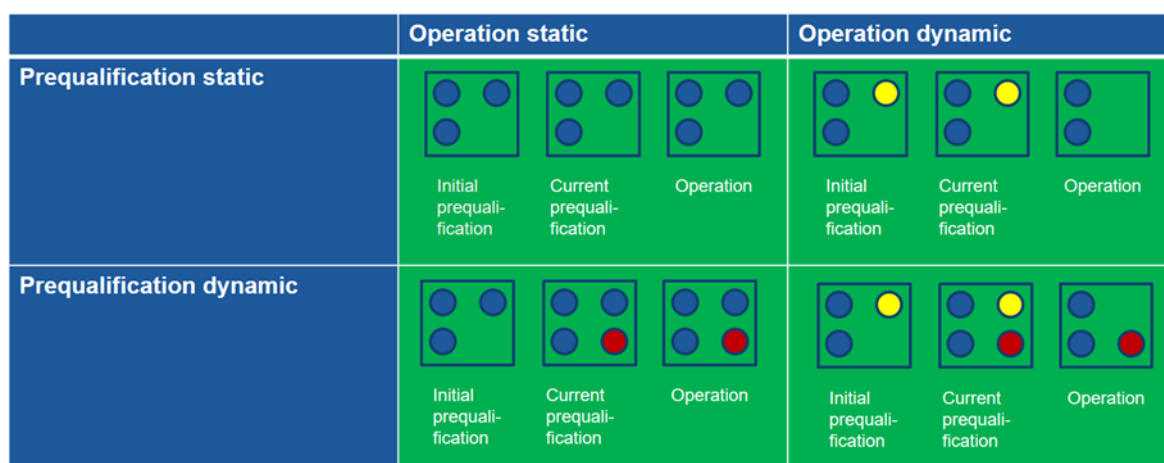 Operation static
Operation dynamic
Prequalification static
Initial
prequali-
fication
Current
prequali-
fication
Operation
Initial
prequali-
fication
Current
prequali-
fication
Operation
Prequalification dynamic
Initial
prequali-
fication
Current
prequali-
fication
Operation
Initial
prequali-
fication
Current
prequali-
fication
Operation